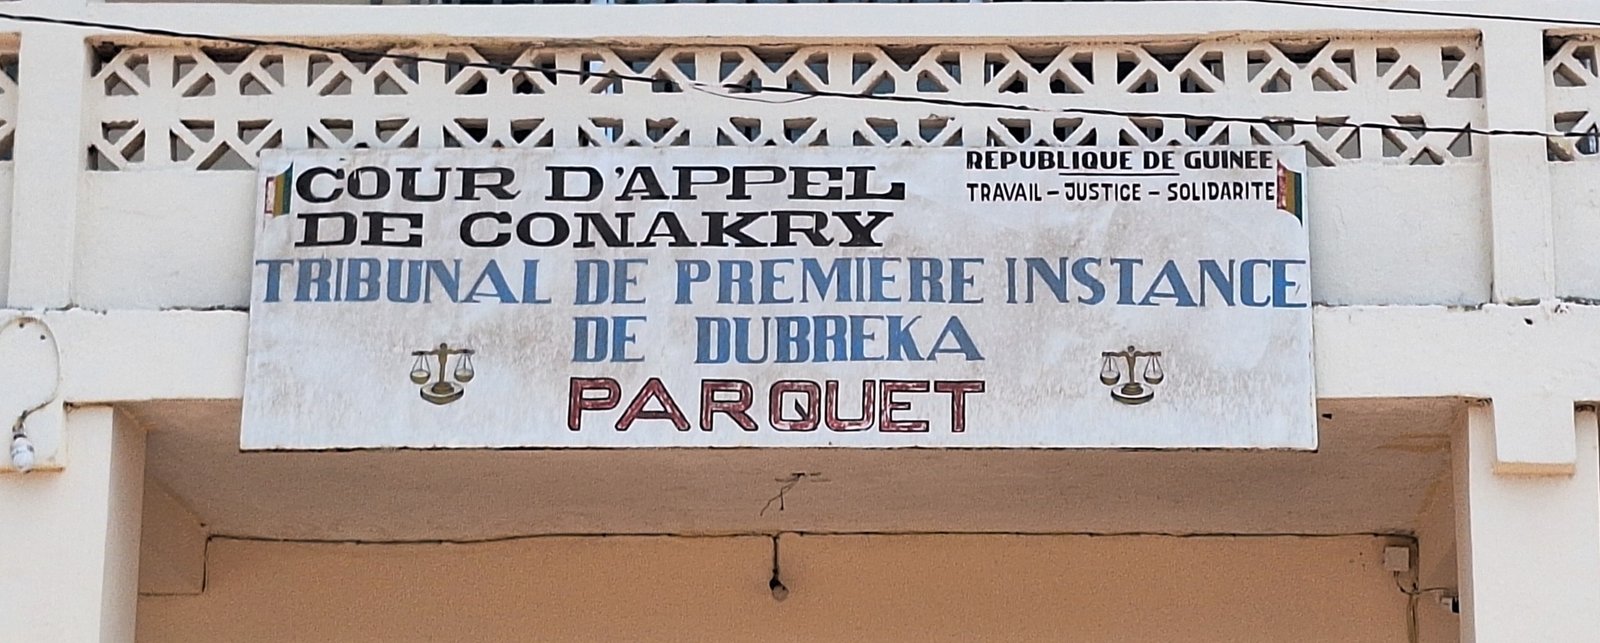 COUR D'APPEL
DE CONAKRY
REPUBLIQUE DE GUINEE
TRAVAIL - JUSTICE - SOLIDARITE
TRIBUNAL DE PREMIERE INSTANCE
DE DUBREKA
PARQUET